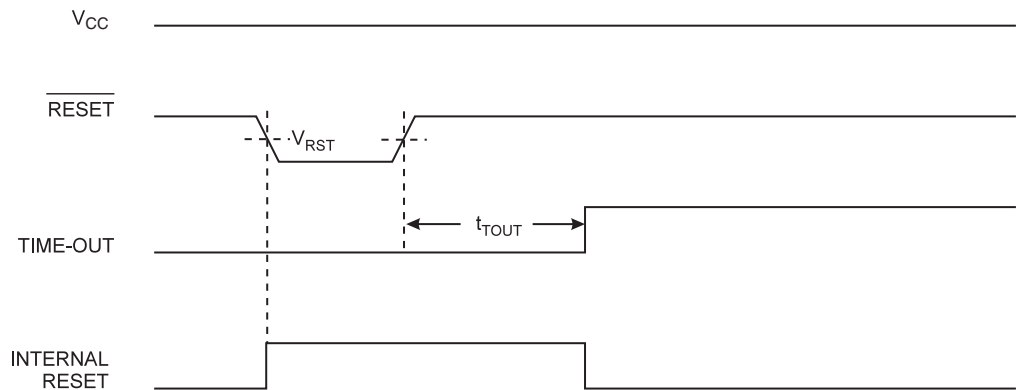 VCC
RESET
VRST
tTOUT
TIME-OUT
INTERNAL
RESET